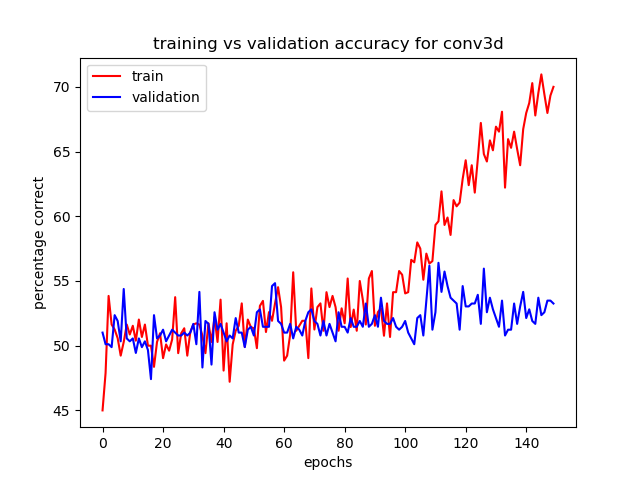 training vs validation accuracy for conv3d
train
validation
percentage correct
70
65
60
55
50
45
0 20 40 60 80 100 120 140
epochs